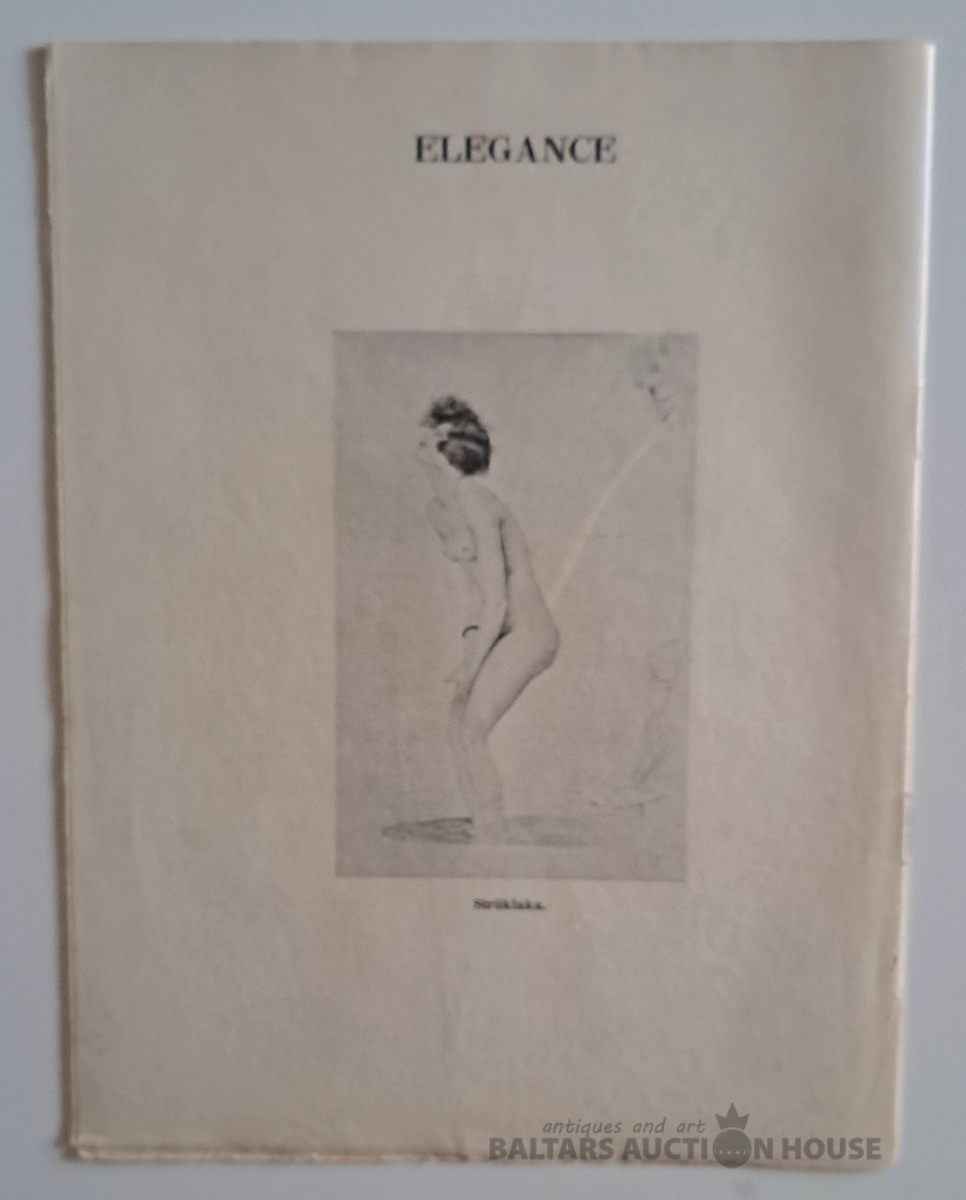 ELEGANCE
Strūklaka.
antiques and art
BALTARS AUCTION HOUSE